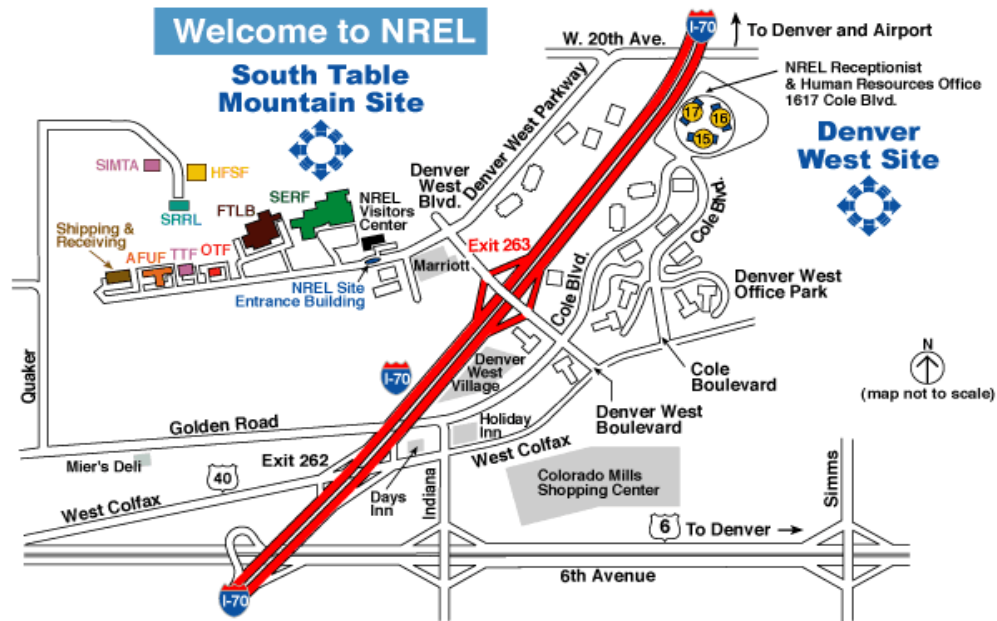 Welcome to NREL
I-70
To Denver and Airport
W. 20th Ave.
South Table
Mountain Site
NREL Receptionist
& Human Resources Office
1617 Cole Blvd.
Denver West Parkway
17
16
15
Denver
West Site
SIMTA
HFSF
SRRL
FTLB
SERF
Denver
West
Blvd.
NREL
Visitors
Center
Cole Blvd.
Shipping &
Receiving
AFUF
TTF
OTF
Exit 263
Marriott
NREL Site
Entrance Building
Cole Blvd.
Denver West
Office Park
Quaker
I-70
Denver
West
Village
Cole
Boulevard
N
(map not to scale)
Denver West
Boulevard
Golden Road
Holiday
Inn
West Colfax
Mier's Deli
Exit 262
40
West Colfax
Days
Inn
Indiana
Colorado Mills
Shopping Center
Simms
6
To Denver
6th Avenue
I-70